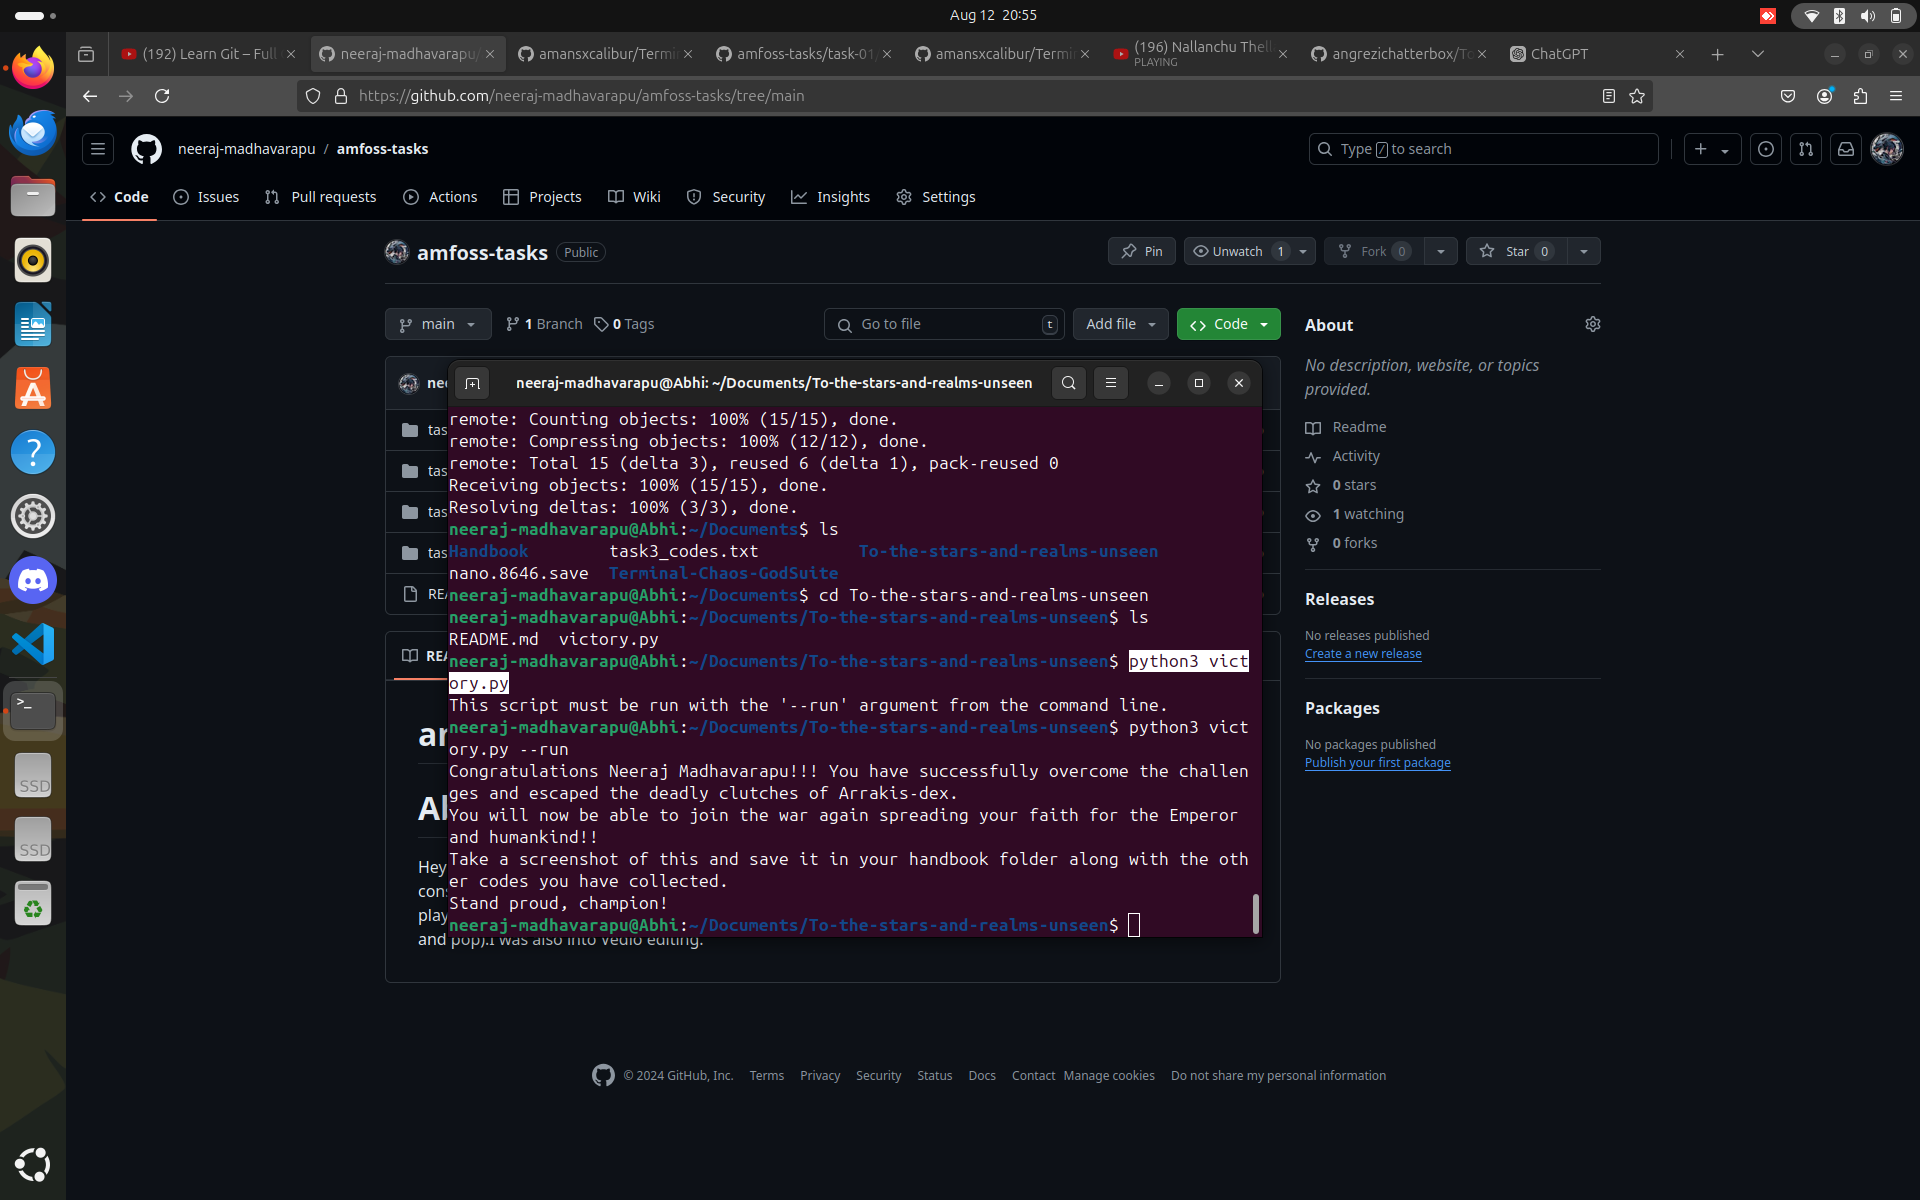 Aug 12 20:55
(192) Learn Git – Full
neeraj-madhavarapu/
amansxcalibur/Termi
amfoss-tasks/task-01
amansxcalibur/Termi
(196) Nallanchu Thell
PLAYING
angrezichatterbox/To
ChatGPT
https://github.com/neeraj-madhavarapu/amfoss-tasks/tree/main
neeraj-madhavarapu / amfoss-tasks
Type / to search
Code
Issues
Pull requests
Actions
Projects
Wiki
Security
Insights
Settings
amfoss-tasks Public
Pin
Unwatch 1
Fork 0
Star 0
main
1 Branch
0 Tags
Go to file t
Add file
Code
nee
tas
tas
tas
tas
REA
REA
am
Hey
cons
play
and pop).I was also into Vedio editing.
neeraj-madhavarapu@Abhi: ~/Documents/To-the-stars-and-realms-unseen
remote: Counting objects: 100% (15/15), done.
remote: Compressing objects: 100% (12/12), done.
remote: Total 15 (delta 3), reused 6 (delta 1), pack-reused 0
Receiving objects: 100% (15/15), done.
Resolving deltas: 100% (3/3), done.
neeraj-madhavarapu@Abhi:~/Documents$ ls
Handbook task3_codes.txt To-the-stars-and-realms-unseen
nano.8646.save Terminal-Chaos-GodSuite
neeraj-madhavarapu@Abhi:~/Documents$ cd To-the-stars-and-realms-unseen
neeraj-madhavarapu@Abhi:~/Documents/To-the-stars-and-realms-unseen$ ls
README.md victory.py
neeraj-madhavarapu@Abhi:~/Documents/To-the-stars-and-realms-unseen$ python3 vict
ory.py
This script must be run with the '--run' argument from the command line.
neeraj-madhavarapu@Abhi:~/Documents/To-the-stars-and-realms-unseen$ python3 vict
ory.py --run
Congratulations Neeraj Madhavarapu!!! You have successfully overcome the challen
ges and escaped the deadly clutches of Arrakis-dex.
You will now be able to join the war again spreading your faith for the Emperor
and humankind!!
Take a screenshot of this and save it in your handbook folder along with the oth
er codes you have collected.
Stand proud, champion!
neeraj-madhavarapu@Abhi:~/Documents/To-the-stars-and-realms-unseen$
About
No description, website, or topics
provided.
Readme
Activity
0 stars
1 watching
0 forks
Releases
No releases published
Create a new release
Packages
No packages published
Publish your first package
SSD
SSD
© 2024 GitHub, Inc. Terms Privacy Security Status Docs Contact Manage cookies Do not share my personal information